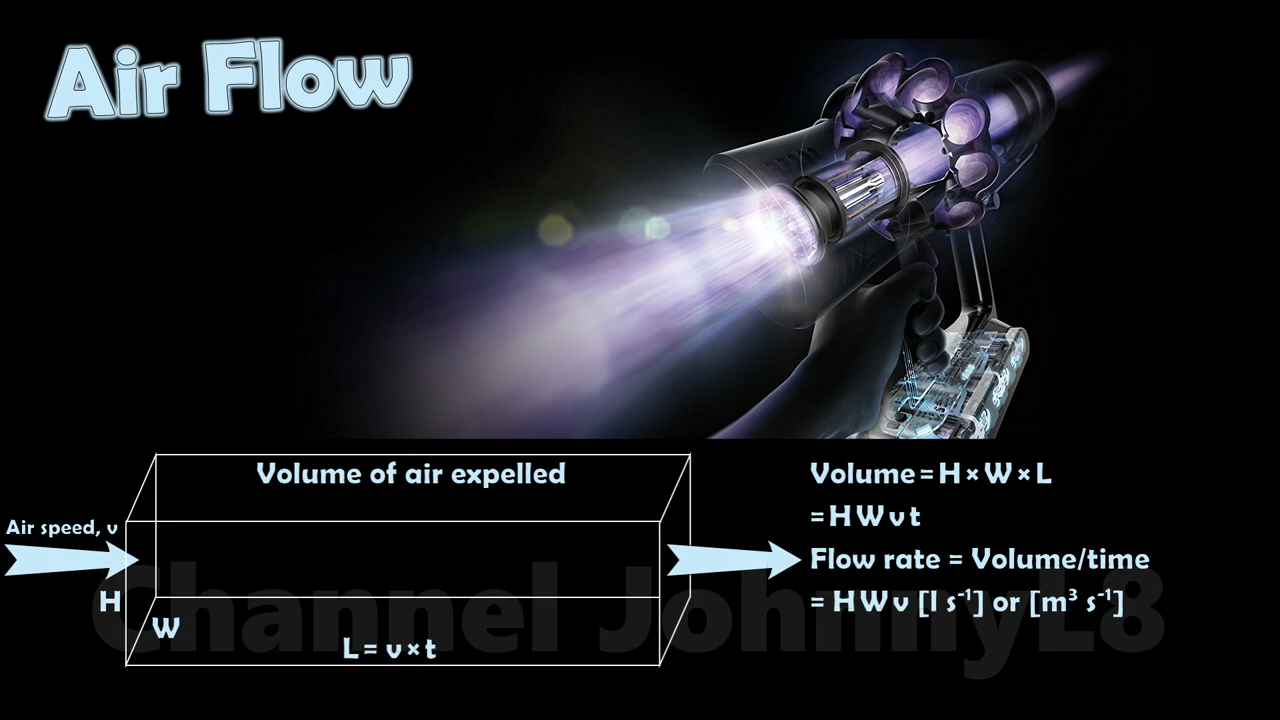 Air Flow
Volume of air expelled
Air speed, v
H
W
L = v × t
Volume = H × W × L
= H W v t
Flow rate = Volume/time
= H W v [l s⁻¹] or [m³ s⁻¹]
Channel JohnnyL8